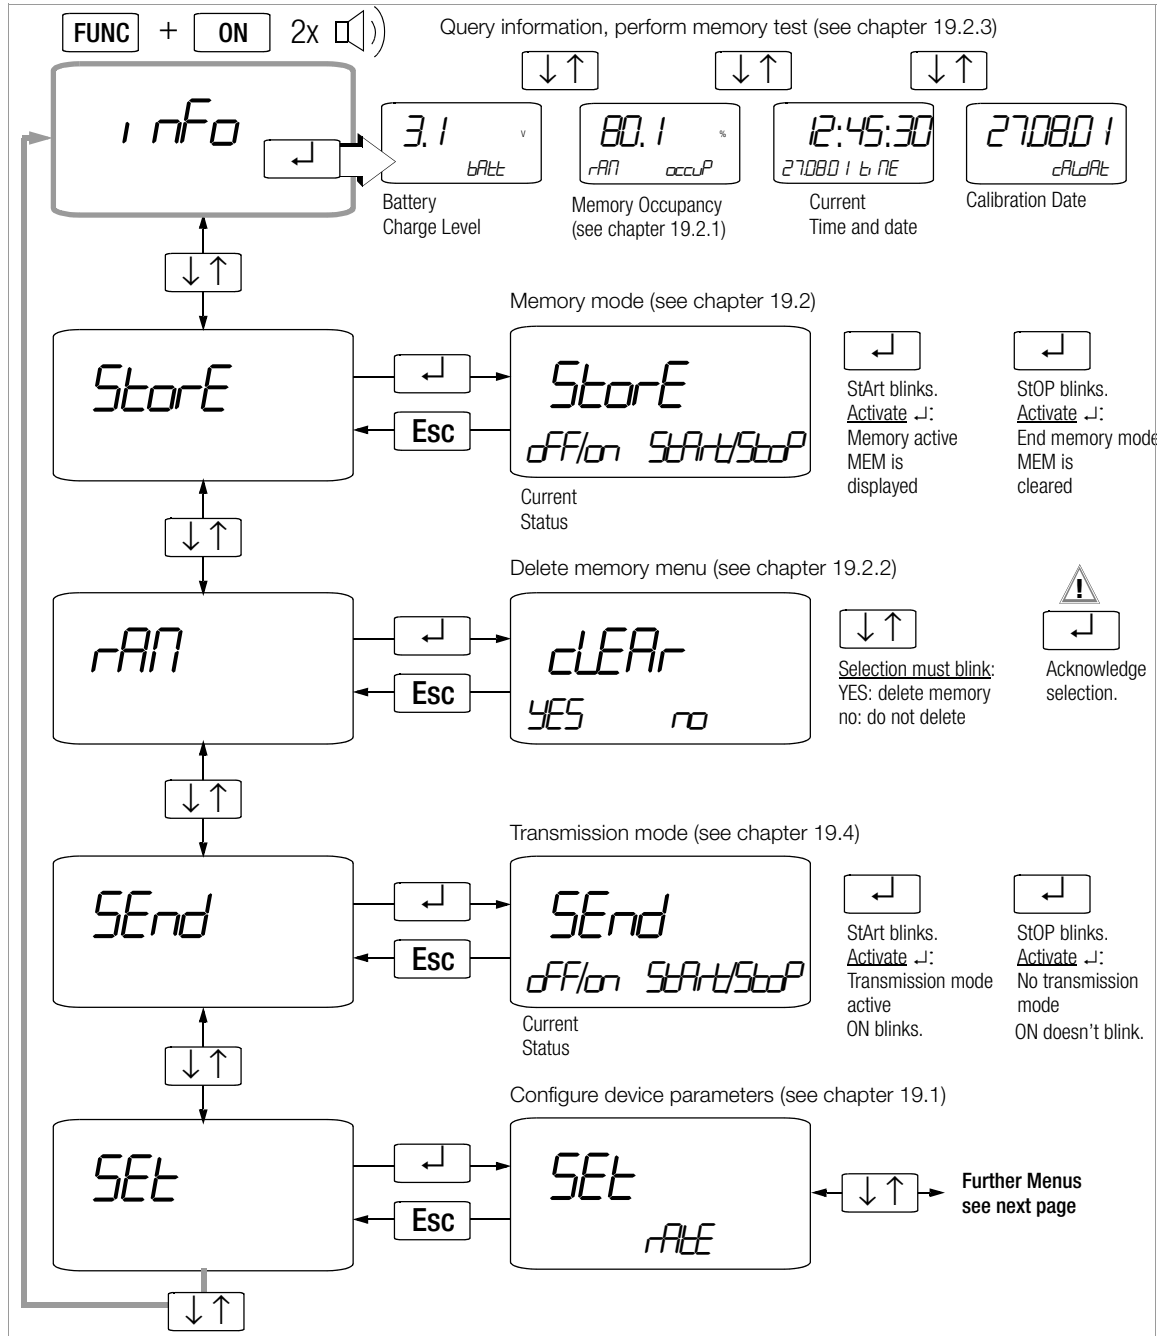 FUNC + ON 2x
Query information, perform memory test (see chapter 19.2.3)
↓↑ ↓↑ ↓↑
inFo
↵
3.1 V
bAtt
80.1 %
rAM occuP
12:45:30
27.08.01 tiME
27.08.01
cALdAt
Battery
Charge Level
Memory Occupancy
(see chapter 19.2.1)
Current
Time and date
Calibration Date
↓↑
Memory mode (see chapter 19.2)
StorE
↵
Esc
StorE
oFF/on StArt/StoP
Current
Status
↵
StArt blinks.
Activate ↵:
Memory active
MEM is
displayed
↵
StOP blinks.
Activate ↵:
End memory mode
MEM is
cleared
↓↑
Delete memory menu (see chapter 19.2.2)
rAM
↵
Esc
cLEAr
YES no
↓↑
Selection must blink:
YES: delete memory
no: do not delete
!
↵
Acknowledge
selection.
↓↑
Transmission mode (see chapter 19.4)
SEnd
↵
Esc
SEnd
oFF/on StArt/StoP
Current
Status
↵
StArt blinks.
Activate ↵:
Transmission mode
active
ON blinks.
↵
StOP blinks.
Activate ↵:
No transmission
mode
ON doesn't blink.
↓↑
Configure device parameters (see chapter 19.1)
SEt
↵
Esc
SEt
rAtE
↓↑
Further Menus
see next page
↓↑